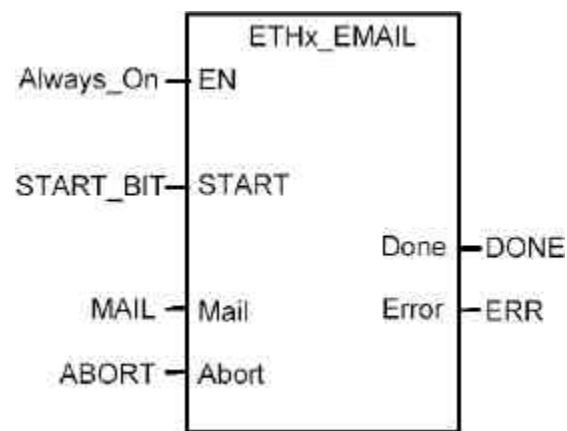 ETHx_EMAIL
Always_On EN
START_BIT START
Done DONE
MAIL Mail Error ERR
ABORT Abort